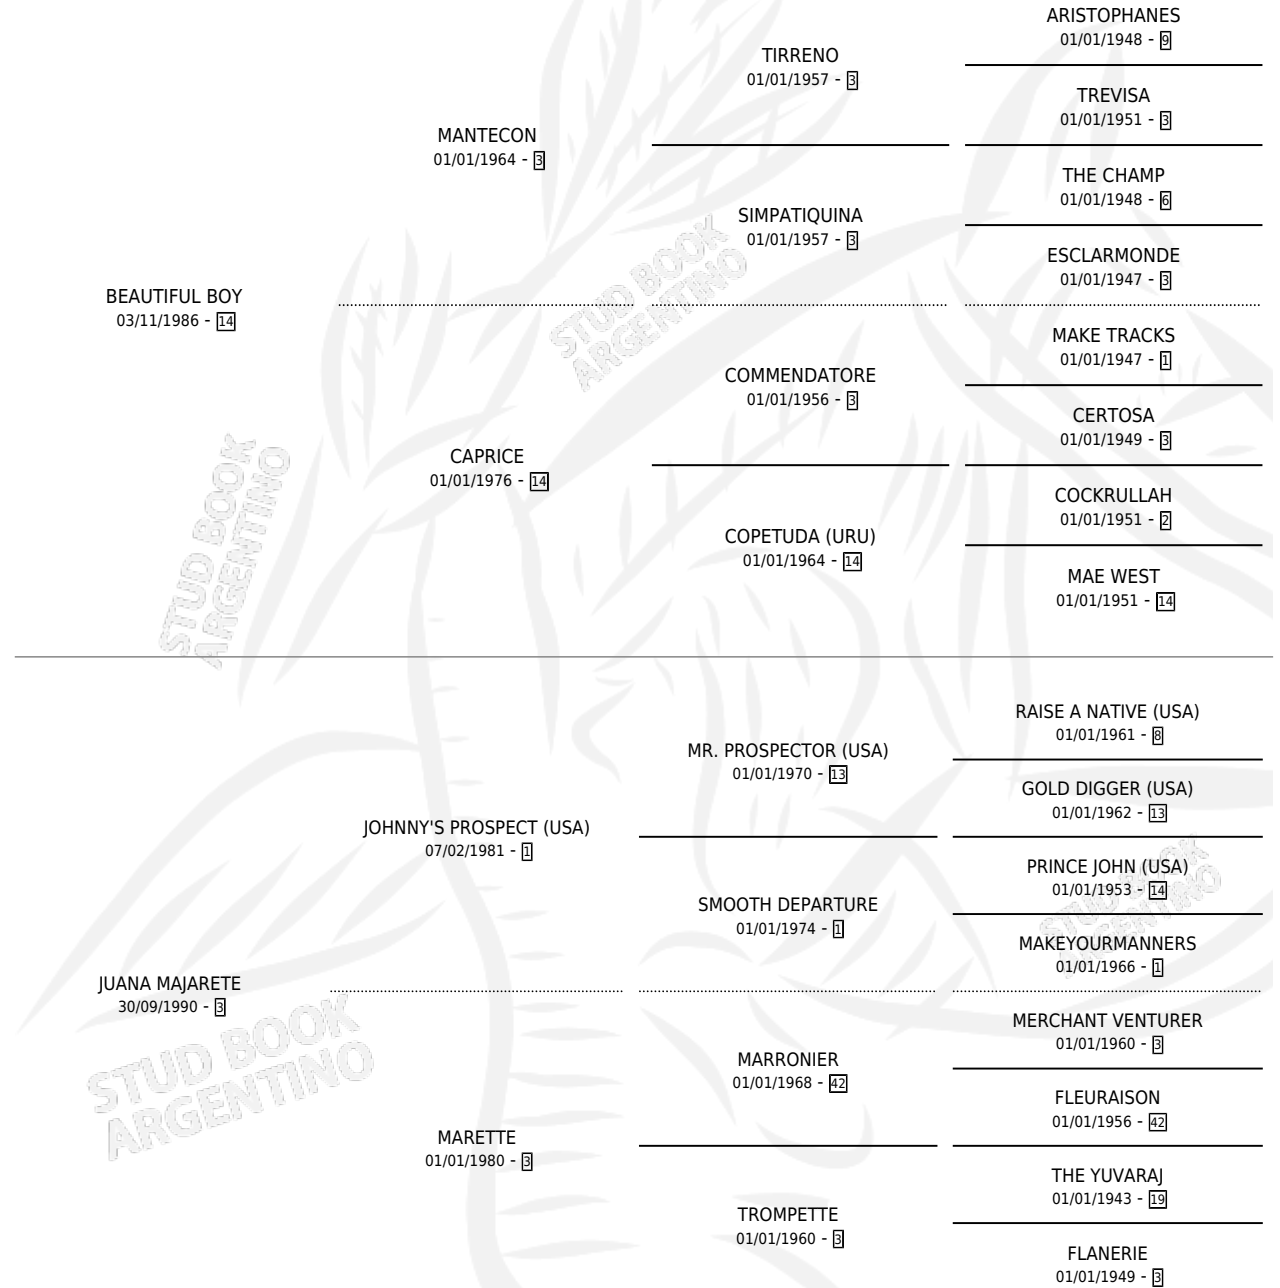 ARISTOPHANES
01/01/1948 - 9
TIRRENO
01/01/1957 - 3
TREVISA
01/01/1951 - 3
MANTECON
01/01/1964 - 3
THE CHAMP
01/01/1948 - 6
SIMPATIQUINA
01/01/1957 - 3
ESCLARMONDE
01/01/1947 - 3
BEAUTIFUL BOY
03/11/1986 - 14
STUD BOOK
ARGENTINO
MAKE TRACKS
01/01/1947 - 1
COMMENDATORE
01/01/1956 - 3
CERTOSA
01/01/1949 - 3
CAPRICE
01/01/1976 - 14
COCKRULLAH
01/01/1951 - 2
COPETUDA (URU)
01/01/1964 - 14
MAE WEST
01/01/1951 - 14
STUD BOOK
ARGENTINO
RAISE A NATIVE (USA)
01/01/1961 - 8
MR. PROSPECTOR (USA)
01/01/1970 - 13
GOLD DIGGER (USA)
01/01/1962 - 13
JOHNNY'S PROSPECT (USA)
07/02/1981 - 1
PRINCE JOHN (USA)
01/01/1953 - 14
SMOOTH DEPARTURE
01/01/1974 - 1
STUD BOOK
ARGENTINO
MAKEYOURMANNERS
01/01/1966 - 1
JUANA MAJARETE
30/09/1990 - 3
MERCHANT VENTURER
01/01/1960 - 3
STUD BOOK
ARGENTINO
MARRONIER
01/01/1968 - 42
FLEURAISON
01/01/1956 - 42
MARETTE
01/01/1980 - 3
THE YUVARAJ
01/01/1943 - 19
TROMPETTE
01/01/1960 - 3
FLANERIE
01/01/1949 - 3